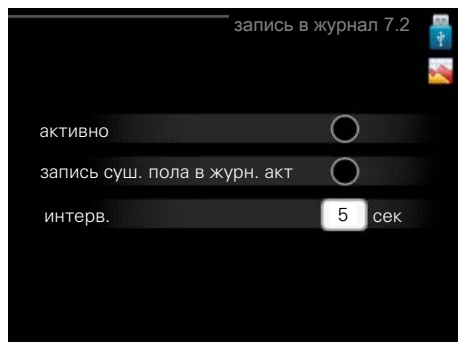 запись в журнал 7.2
активно
запись суш. пола в журн. акт
интерв. 5 сек